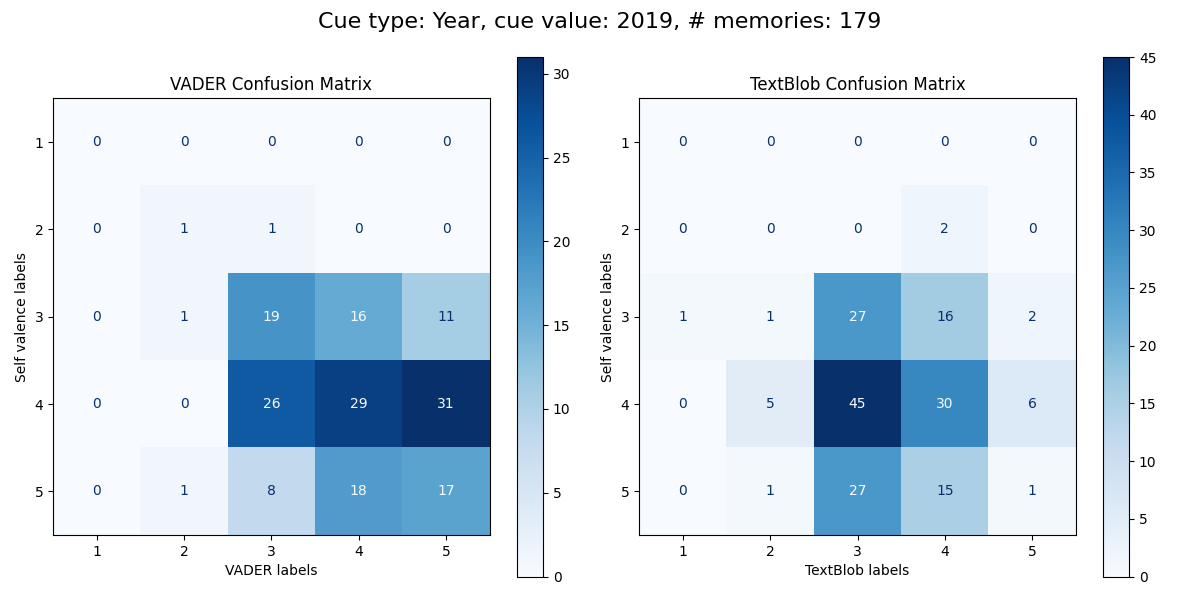 Cue type: Year, cue value: 2019, # memories: 179
VADER Confusion Matrix
Self valence labels
1 0 0 0 0 0
2 0 1 1 0 0
3 0 1 19 16 11
4 0 0 26 29 31
5 0 1 8 18 17
1 2 3 4 5
VADER labels
30
25
20
15
10
5
0
TextBlob Confusion Matrix
Self valence labels
1 0 0 0 0 0
2 0 0 0 2 0
3 1 1 27 16 2
4 0 5 45 30 6
5 0 1 27 15 1
1 2 3 4 5
TextBlob labels
45
40
35
30
25
20
15
10
5
0